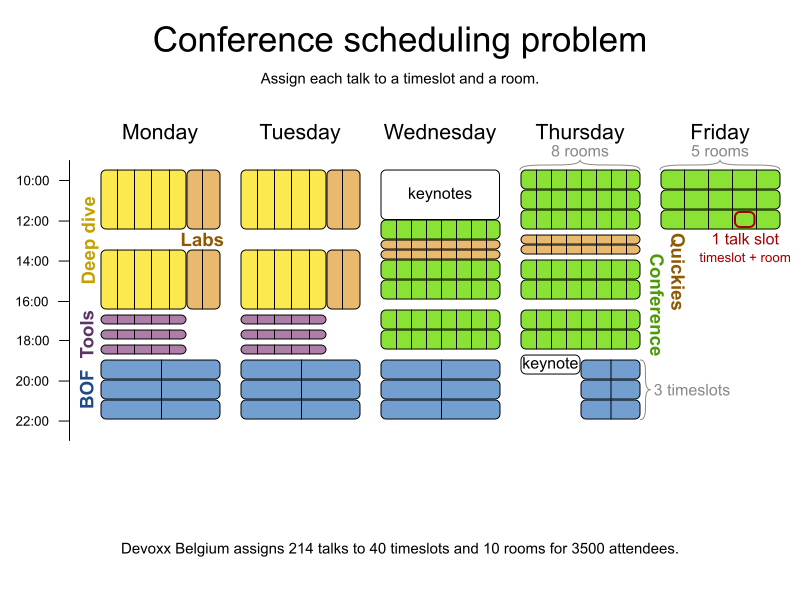 Conference scheduling problem
Assign each talk to a timeslot and a room.
Monday
Tuesday
Wednesday
Thursday
Friday
8 rooms
5 rooms
10:00
12:00
14:00
16:00
18:00
20:00
22:00
Deep dive
Labs
Tools
BOF
keynotes
keynote
Quickies
Conference
1 talk slot
timeslot + room
3 timeslots
Devoxx Belgium assigns 214 talks to 40 timeslots and 10 rooms for 3500 attendees.